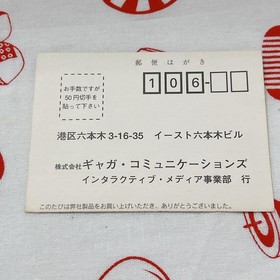 郵便はがき
106-
お手数ですが
50円切手を
貼って下さい
港区六本木3-16-35 イースト六本木ビル
株式会社ギャガ・コミュニケーションズ
インタラクティブ・メディア事業部 行
このたびは弊社製品をお買い上げいただき、ありがとうございました。